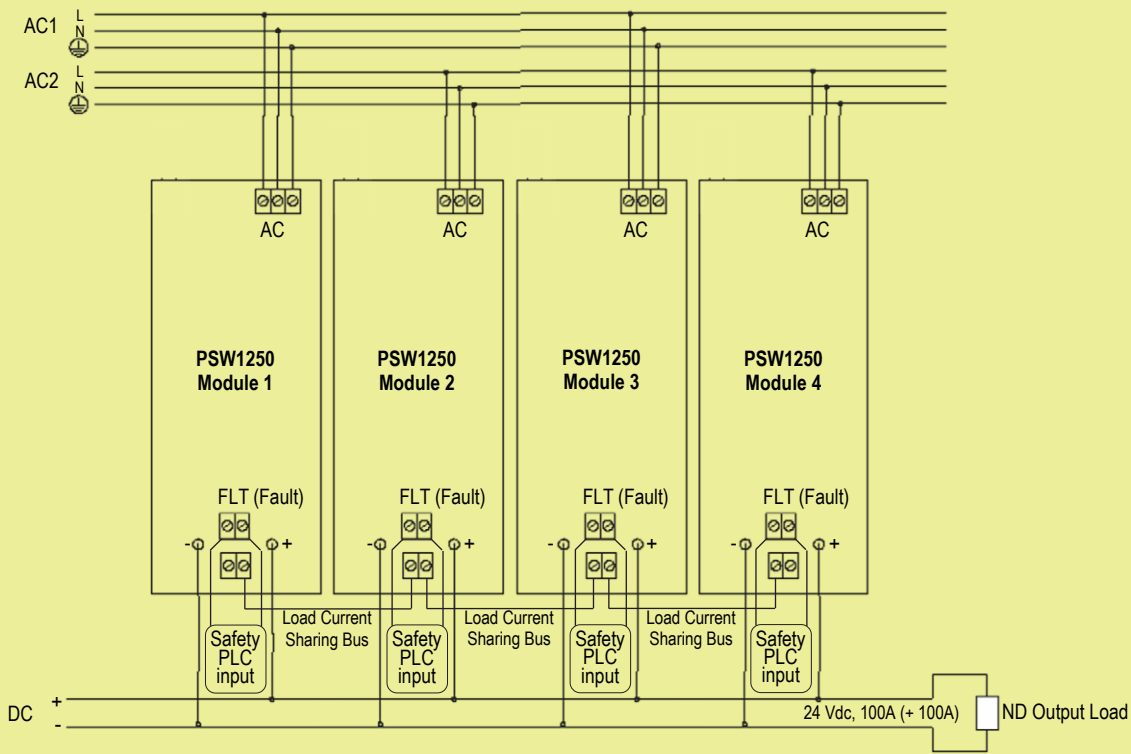 AC1
L
N
AC2
L
N
AC
AC
AC
AC
PSW1250
Module 1
PSW1250
Module 2
PSW1250
Module 3
PSW1250
Module 4
FLT (Fault)
FLT (Fault)
FLT (Fault)
FLT (Fault)
- +
- +
- +
- +
Load Current
Sharing Bus
Load Current
Sharing Bus
Load Current
Sharing Bus
Safety
PLC
input
Safety
PLC
input
Safety
PLC
input
Safety
PLC
input
DC
+
-
24 Vdc, 100A (+ 100A)
ND Output Load